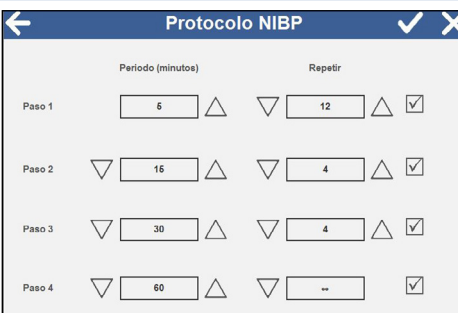 Protocolo NIBP
Periodo (minutos) Repetir
Paso 1 5 12
Paso 2 15 4
Paso 3 30 4
Paso 4 60 ∞